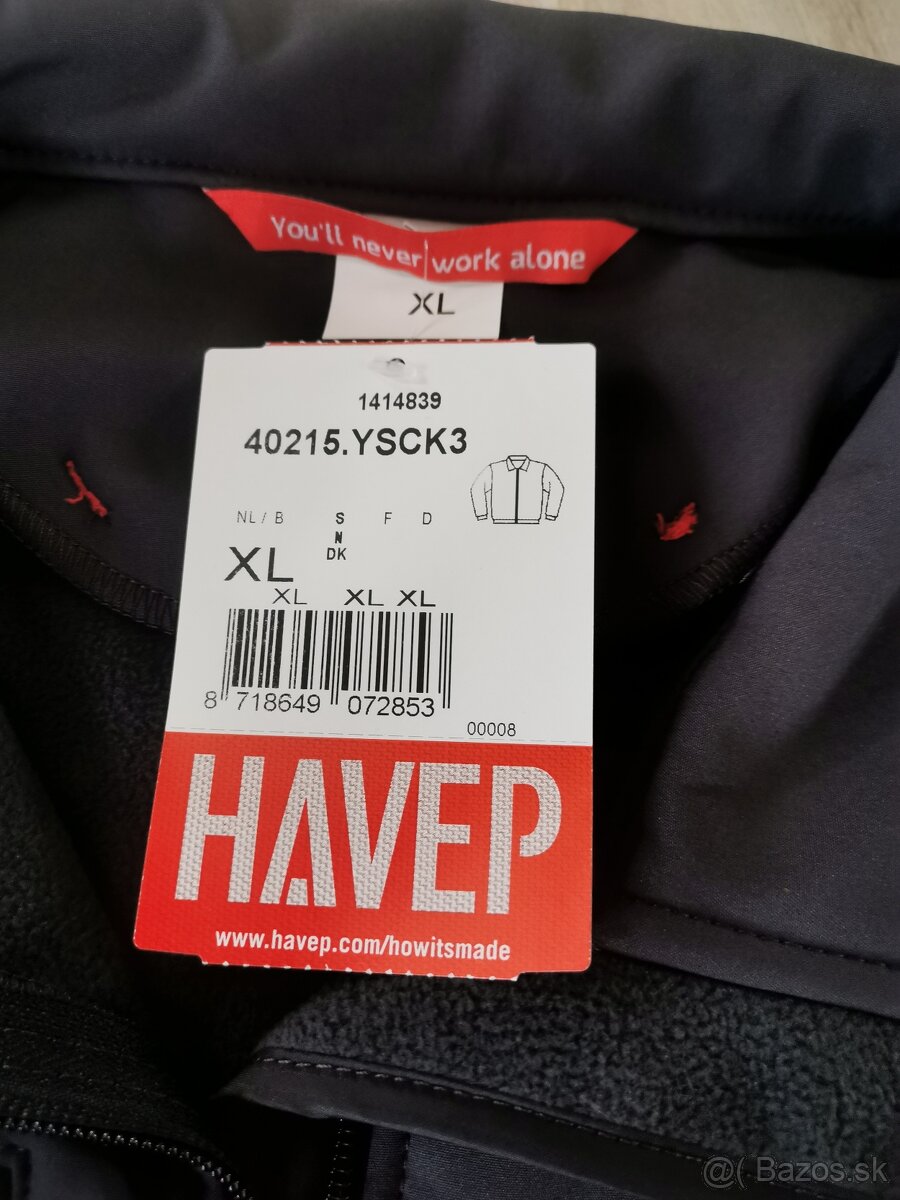 You'll never work alone
XL
1414839
40215.YSCK3
NL / B S F D
N
DK
XL
XL XL XL
8 718649 072853
00008
HAVEP
www.havep.com/howitsmade
@( Bazos.sk